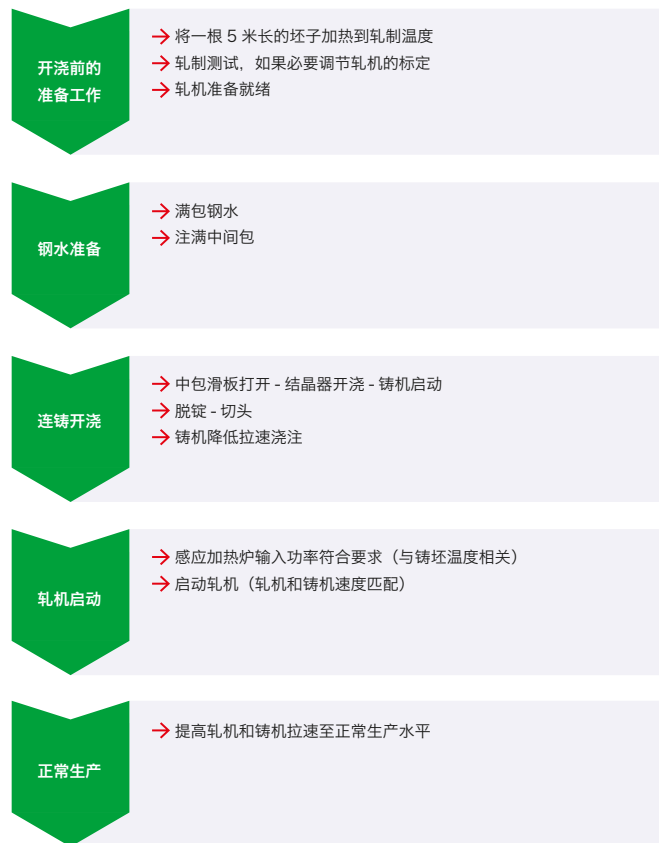 开浇前的
准备工作
将一根 5 米长的坯子加热到轧制温度
轧制测试，如果必要调节轧机的标定
轧机准备就绪
钢水准备
满包钢水
注满中间包
连铸开浇
中包滑板打开 - 结晶器开浇 - 铸机启动
脱锭 - 切头
铸机降低拉速浇注
轧机启动
感应加热炉输入功率符合要求（与铸坯温度相关）
启动轧机（轧机和铸机速度匹配）
正常生产
提高轧机和铸机拉速至正常生产水平